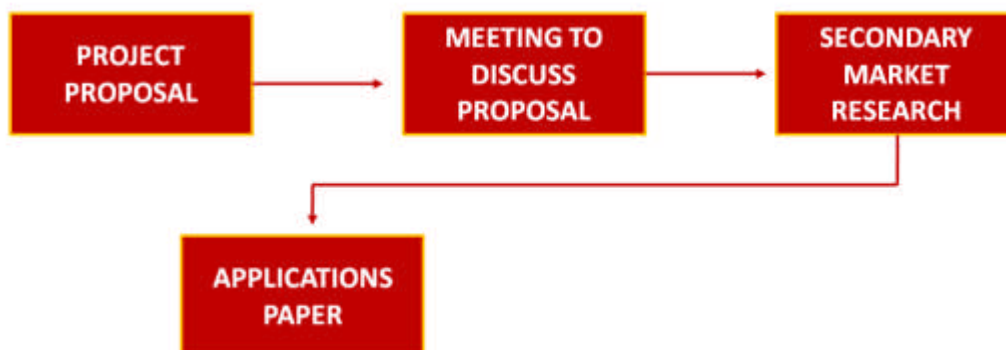 PROJECT
PROPOSAL
MEETING TO
DISCUSS
PROPOSAL
SECONDARY
MARKET
RESEARCH
APPLICATIONS
PAPER